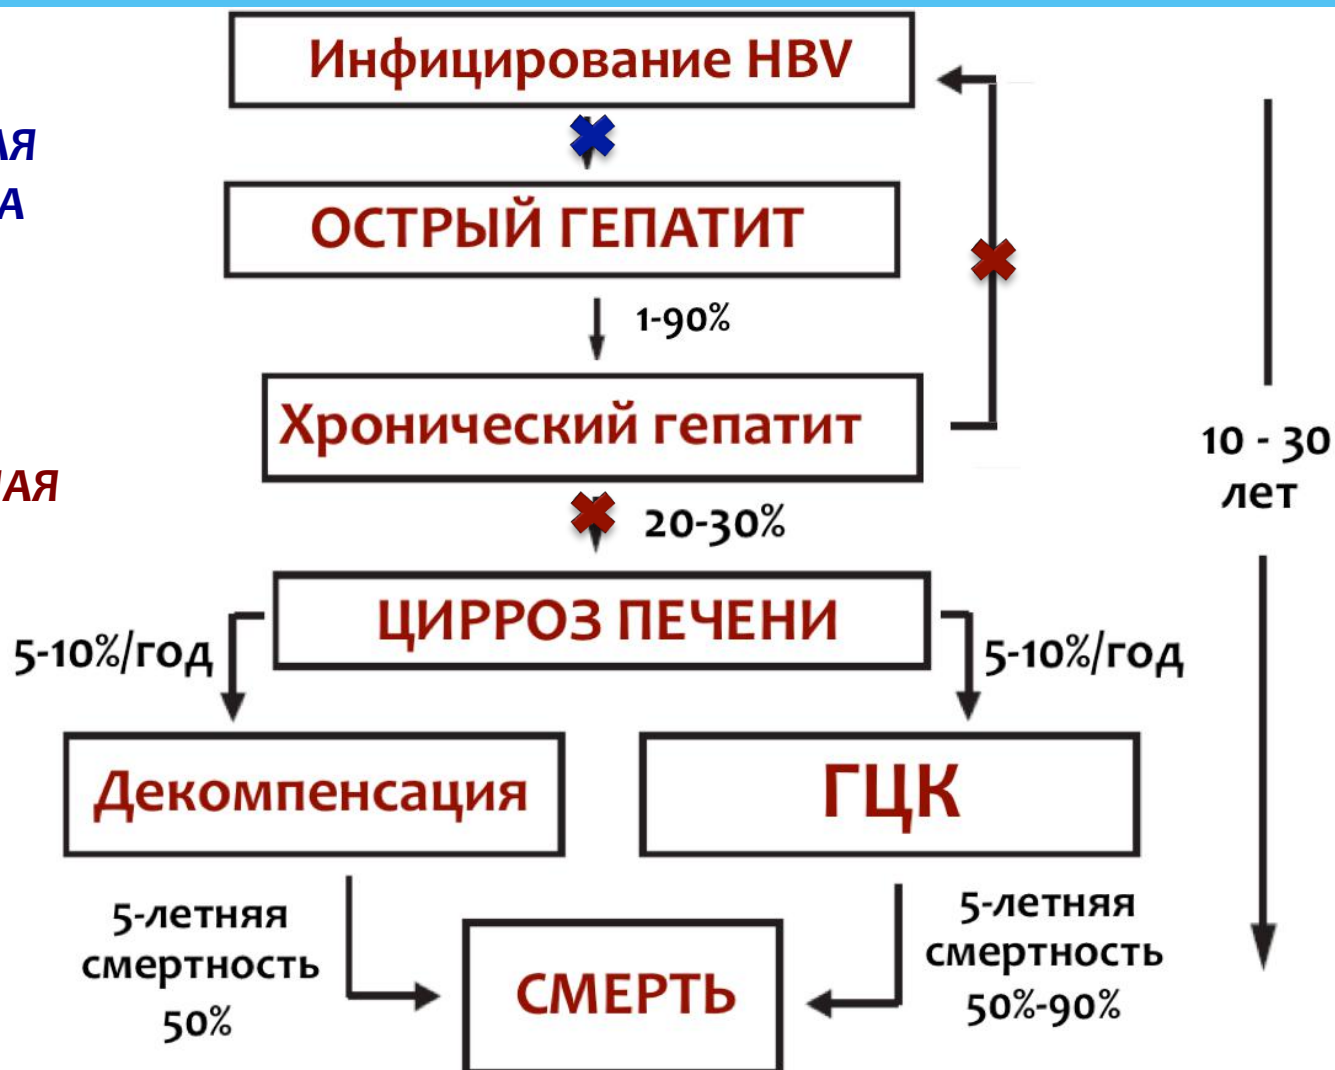 Инфицирование HBV
АЯ
А
ОСТРЫЙ ГЕПАТИТ
1-90%
Хронический гепатит
10 - 30
лет
АЯ
20-30%
ЦИРРОЗ ПЕЧЕНИ
5-10%/год
5-10%/год
Декомпенсация
ГЦК
5-летняя
смертность
50%
СМЕРТЬ
5-летняя
смертность
50%-90%